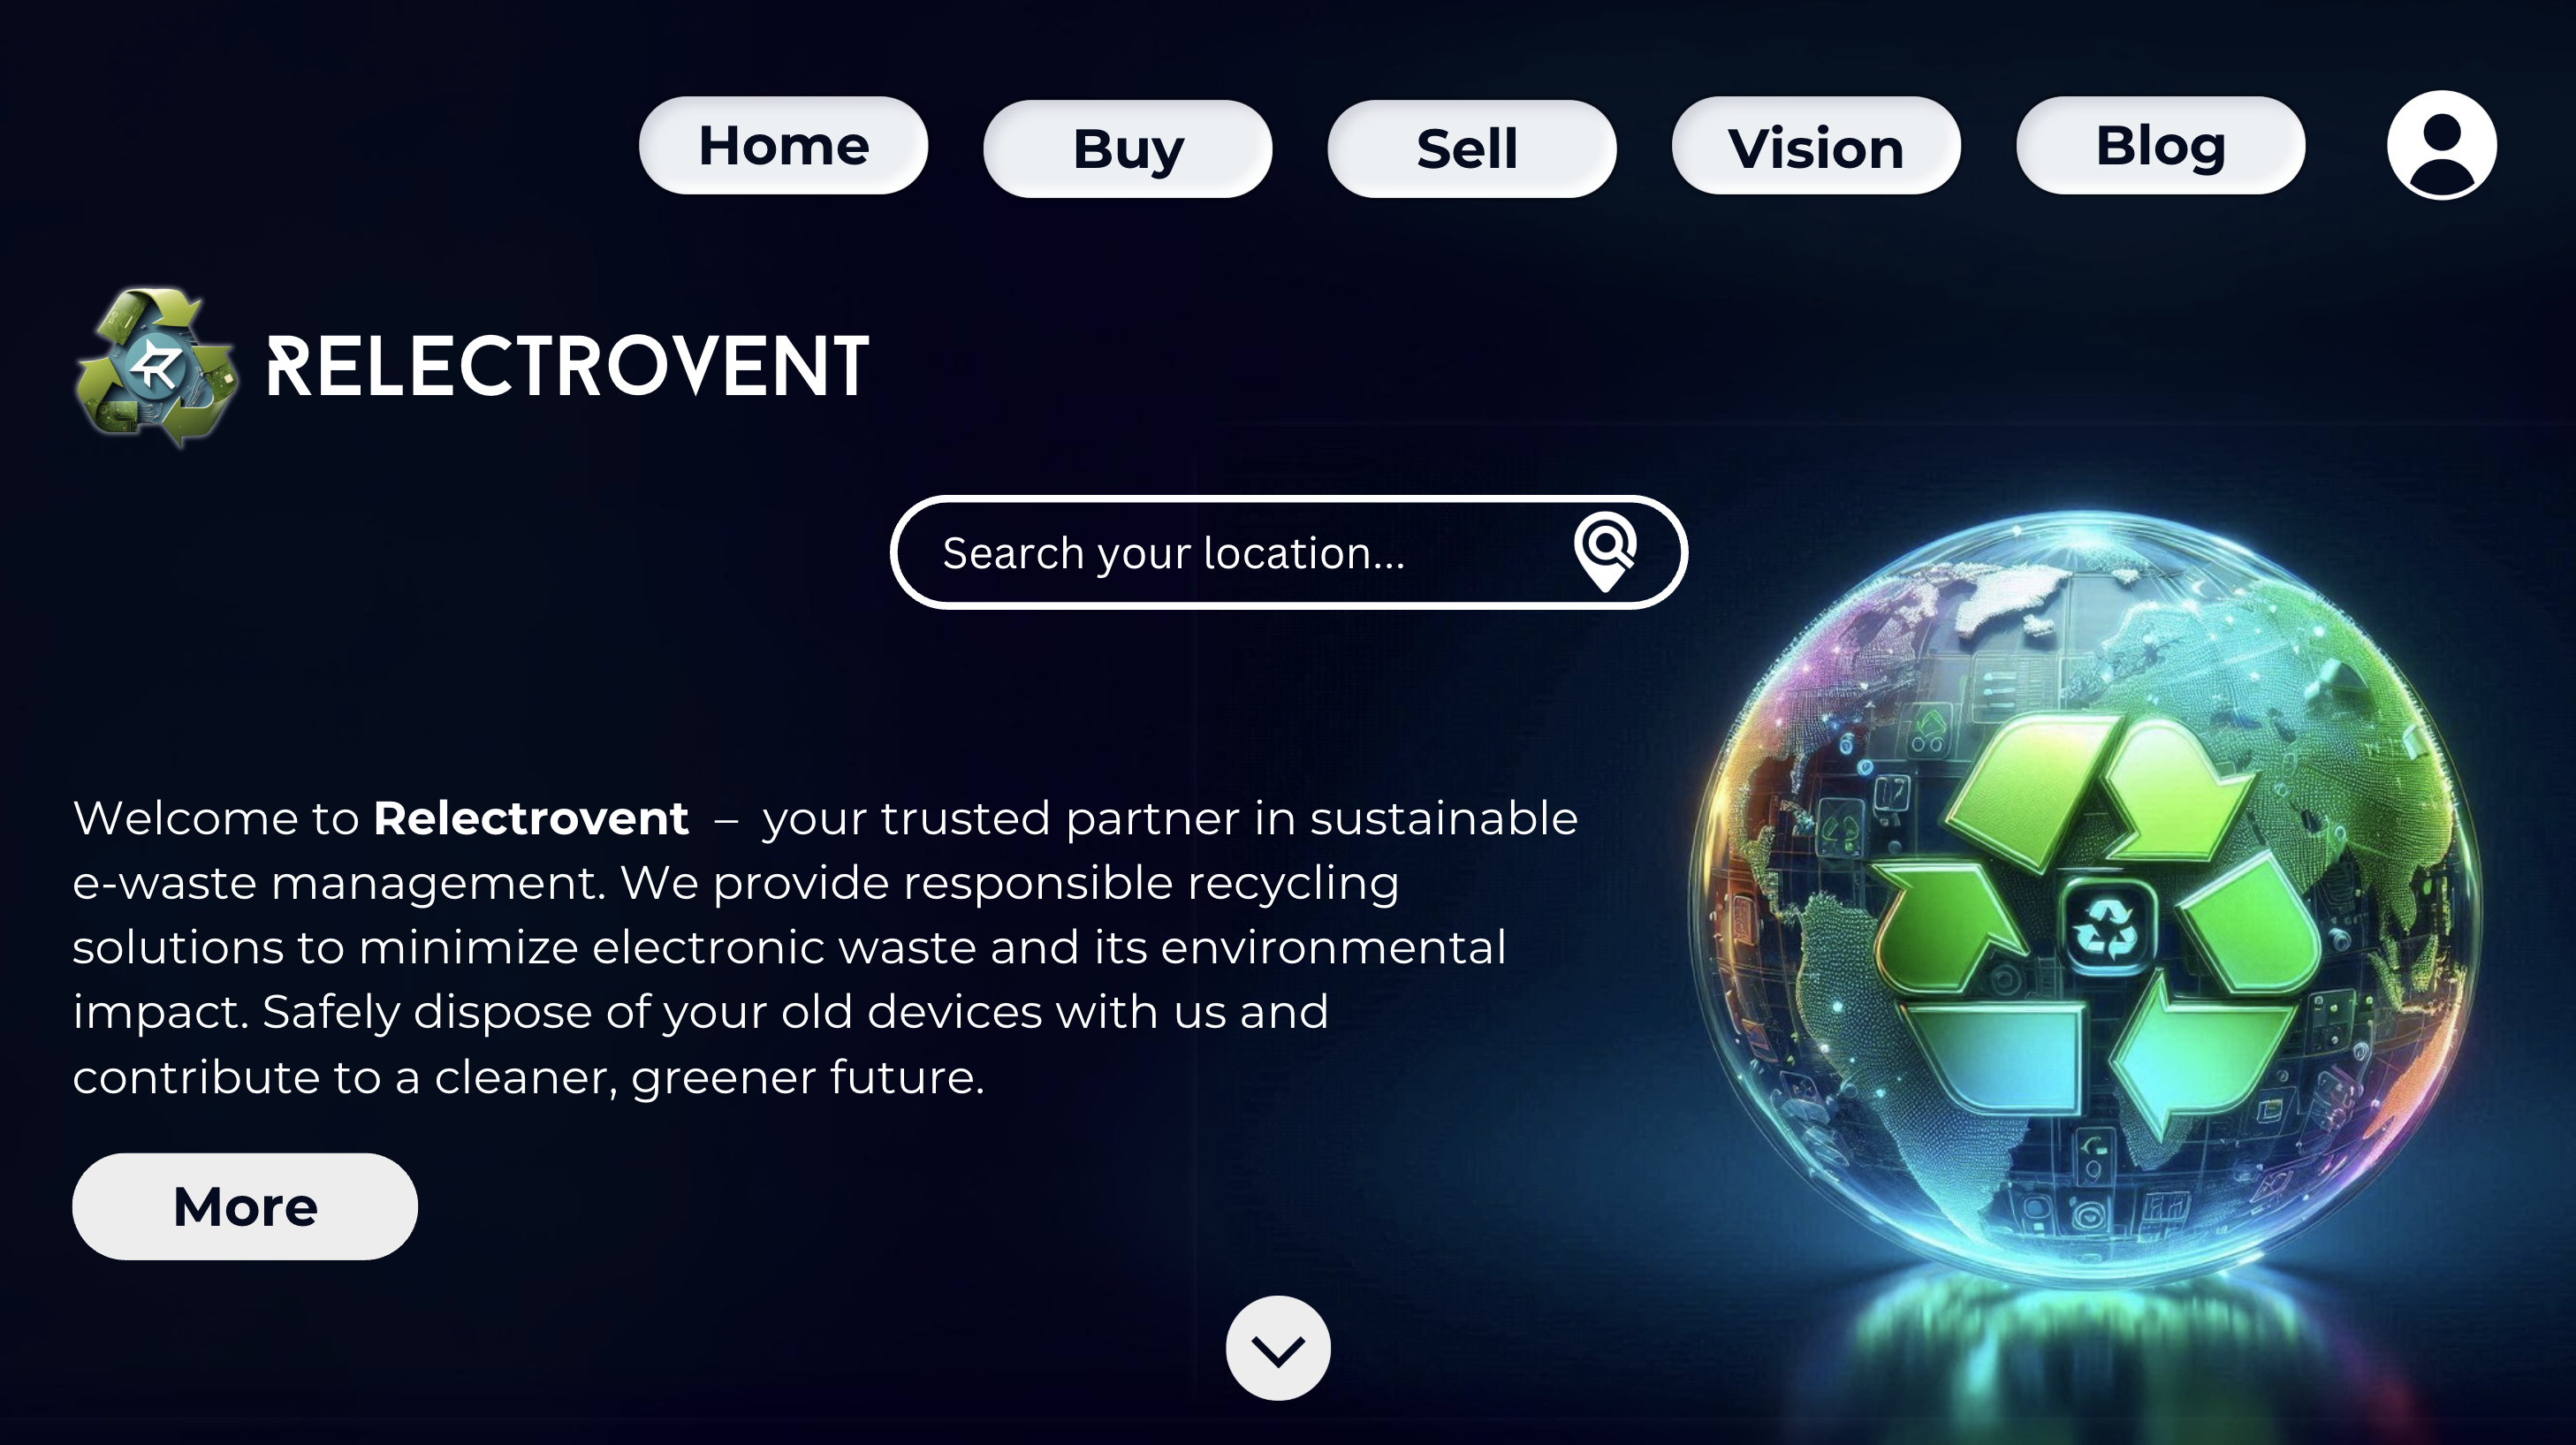 Home
Buy
Sell
Vision
Blog
RELECTROVENT
Search your location...
Welcome to Relectrovent – your trusted partner in sustainable
e-waste management. We provide responsible recycling
solutions to minimize electronic waste and its environmental
impact. Safely dispose of your old devices with us and
contribute to a cleaner, greener future.
More